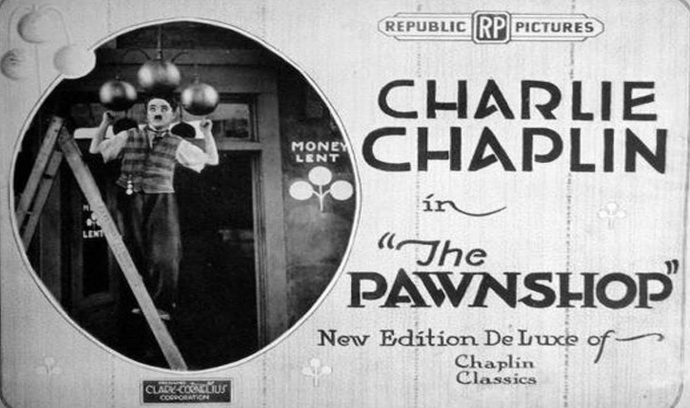 REPUBLIC RP PICTURES
CHARLIE
CHAPLIN
in
"The
PAWNSHOP"
New Edition De Luxe of
Chaplin
Classics
MONEY
LENT
LENT
CLARK-CORNELIUS
CORPORATION